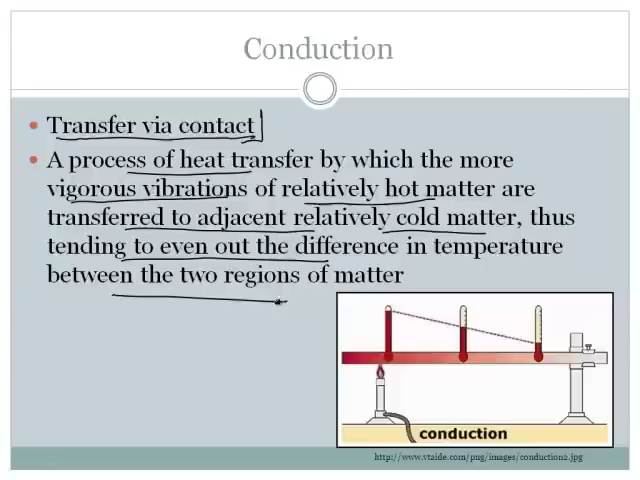 Conduction
• Transfer via contact
• A process of heat transfer by which the more
vigorous vibrations of relatively hot matter are
transferred to adjacent relatively cold matter, thus
tending to even out the difference in temperature
between the two regions of matter
conduction
http://www.vtaide.com/png/images/conduction2.jpg